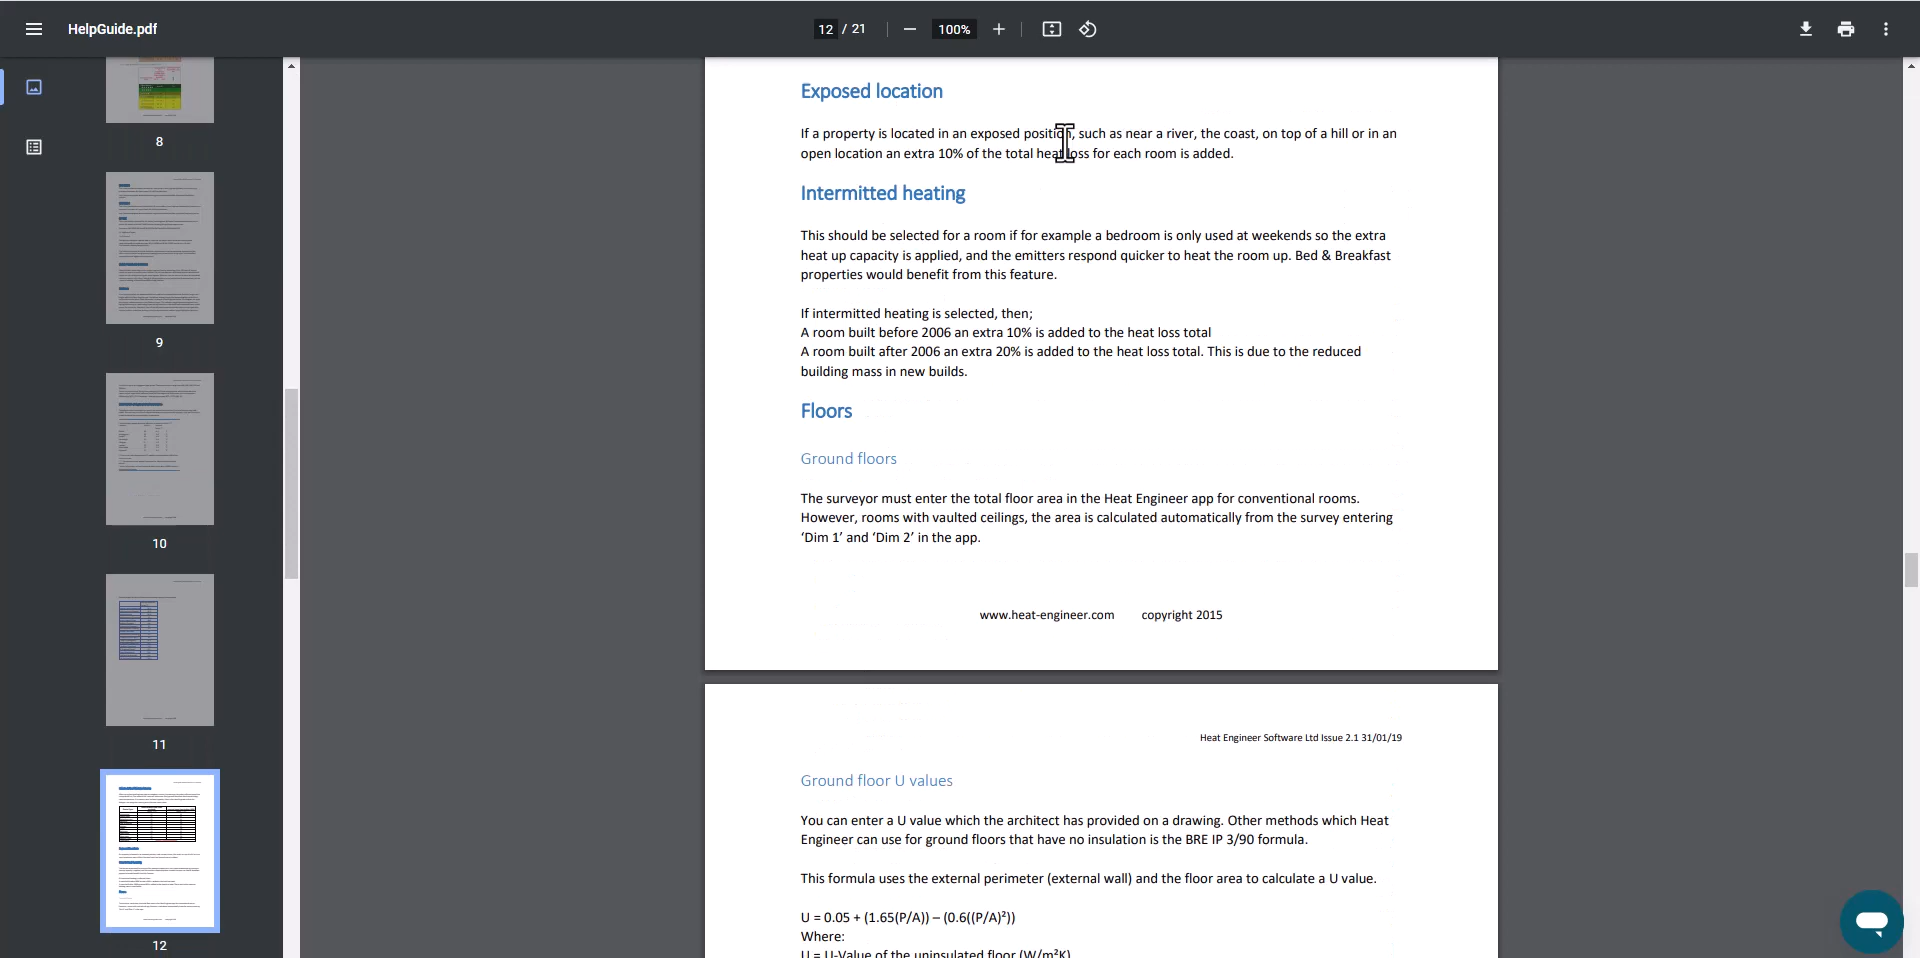 HelpGuide.pdf
12 / 21
100%
8
9
10
11
12
Exposed location
If a property is located in an exposed position, such as near a river, the coast, on top of a hill or in an
open location an extra 10% of the total heat loss for each room is added.
Intermitted heating
This should be selected for a room if for example a bedroom is only used at weekends so the extra
heat up capacity is applied, and the emitters respond quicker to heat the room up. Bed & Breakfast
properties would benefit from this feature.
If intermitted heating is selected, then;
A room built before 2006 an extra 10% is added to the heat loss total
A room built after 2006 an extra 20% is added to the heat loss total. This is due to the reduced
building mass in new builds.
Floors
Ground floors
The surveyor must enter the total floor area in the Heat Engineer app for conventional rooms.
However, rooms with vaulted ceilings, the area is calculated automatically from the survey entering
‘Dim 1’ and ‘Dim 2’ in the app.
www.heat-engineer.com copyright 2015
Heat Engineer Software Ltd Issue 2.1 31/01/19
Ground floor U values
You can enter a U value which the architect has provided on a drawing. Other methods which Heat
Engineer can use for ground floors that have no insulation is the BRE IP 3/90 formula.
This formula uses the external perimeter (external wall) and the floor area to calculate a U value.
U = 0.05 + (1.65(P/A)) – (0.6((P/A)²))
Where:
U = U-Value of the uninsulated floor (W/m²K)